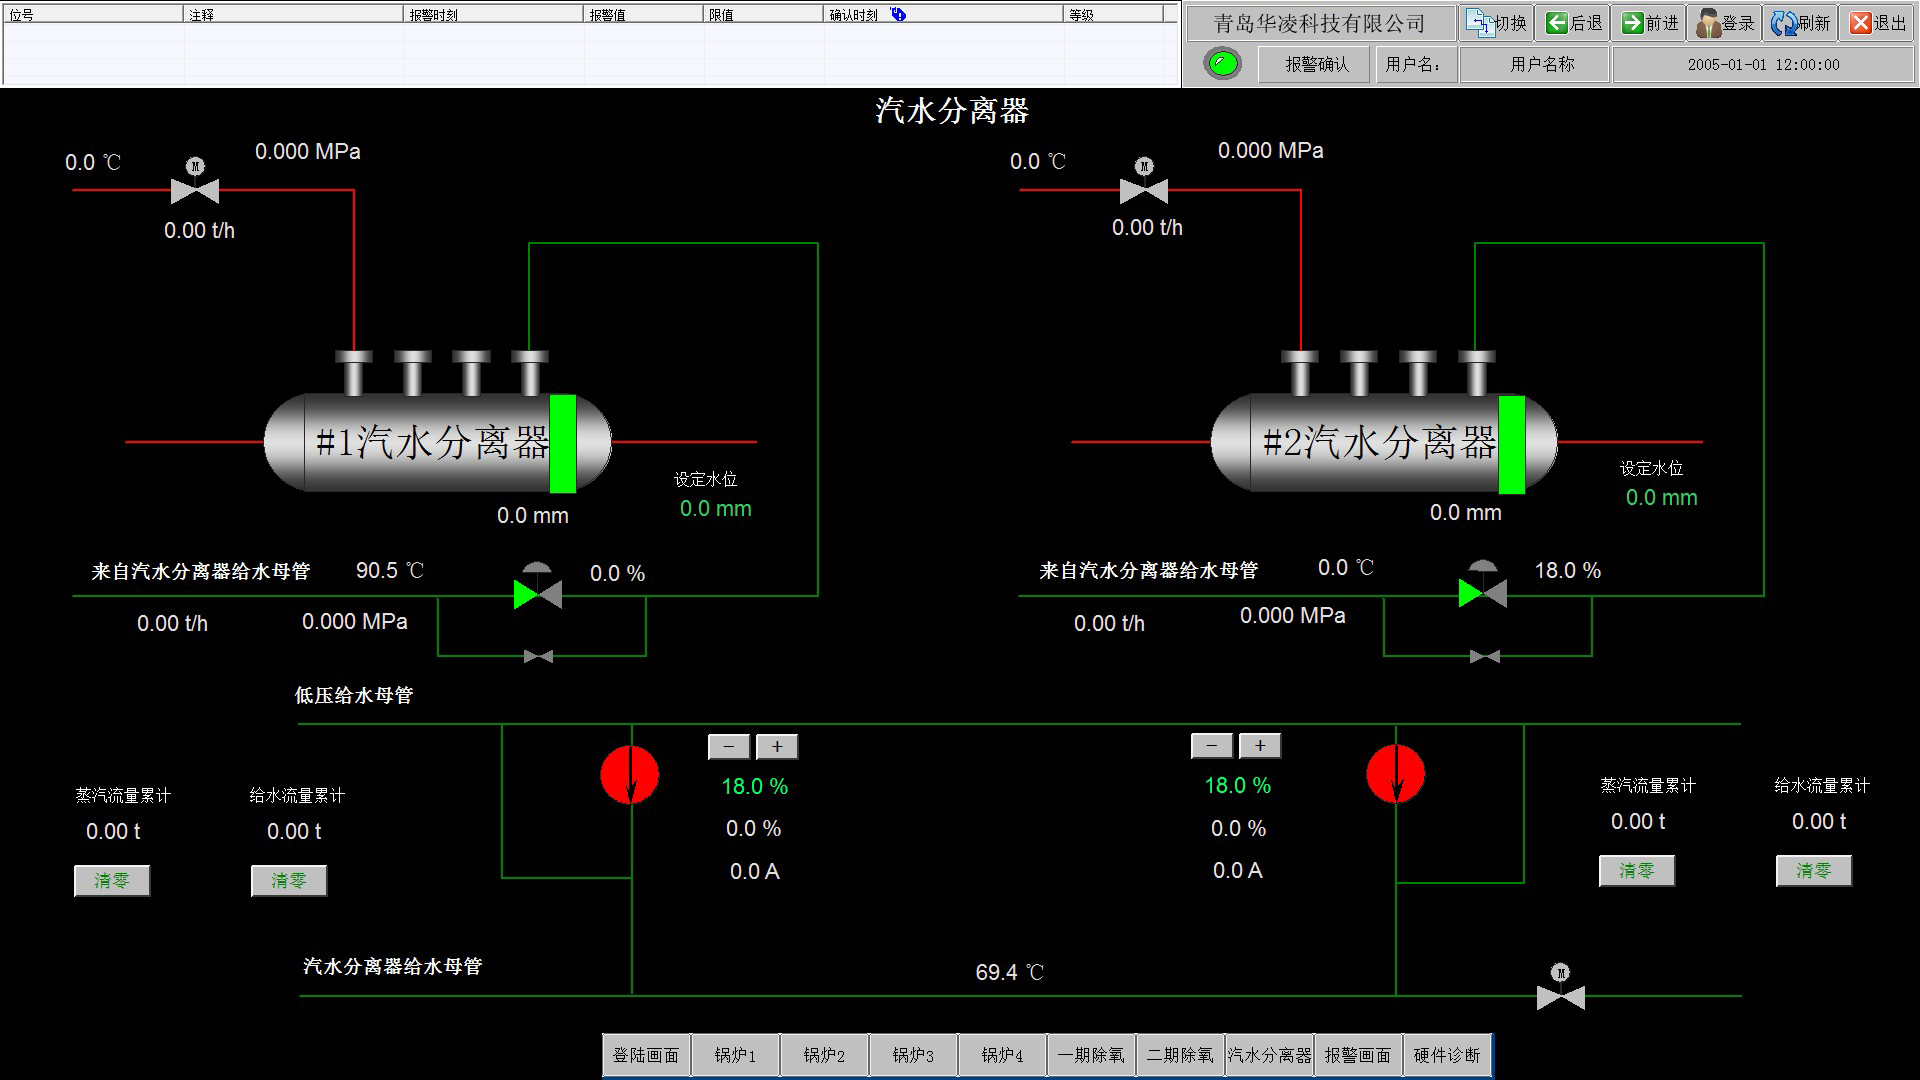 位号 注释 报警时刻 报警值 限值 确认时刻 等级
青岛华凌科技有限公司 切换 后退 前进 登录 刷新 退出
报警确认 用户名： 用户名称 2005-01-01 12:00:00
汽水分离器
0.0 ℃ M 0.000 MPa
0.00 t/h
0.0 ℃ M 0.000 MPa
0.00 t/h
#1汽水分离器
设定水位
0.0 mm
0.0 mm
#2汽水分离器
设定水位
0.0 mm
0.0 mm
来自汽水分离器给水母管 90.5 ℃ 0.0 %
0.00 t/h 0.000 MPa
来自汽水分离器给水母管 0.0 ℃ 18.0 %
0.00 t/h 0.000 MPa
低压给水母管
蒸汽流量累计 给水流量累计
0.00 t 0.00 t
清零 清零
− +
18.0 %
0.0 %
0.0 A
− +
18.0 %
0.0 %
0.0 A
蒸汽流量累计 给水流量累计
0.00 t 0.00 t
清零 清零
汽水分离器给水母管 69.4 ℃ M
登陆画面 锅炉1 锅炉2 锅炉3 锅炉4 一期除氧 二期除氧 汽水分离器 报警画面 硬件诊断